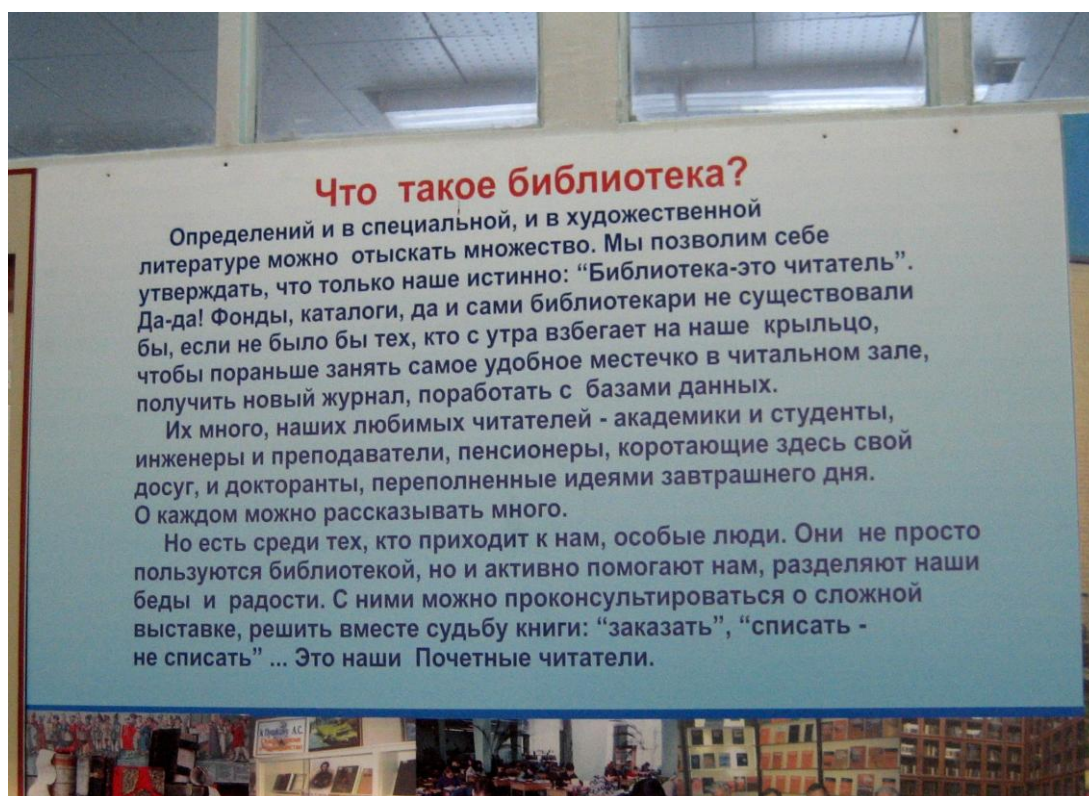 Что такое библиотека?
Определений и в специальной, и в художественной
литературе можно отыскать множество. Мы позволим себе
утверждать, что только наше истинно: “Библиотека-это читатель”.
Да-да! Фонды, каталоги, да и сами библиотекари не существовали
бы, если не было бы тех, кто с утра взбегает на наше крыльцо,
чтобы пораньше занять самое удобное местечко в читальном зале,
получить новый журнал, поработать с базами данных.
Их много, наших любимых читателей - академики и студенты,
инженеры и преподаватели, пенсионеры, коротающие здесь свой
досуг, и докторанты, переполненные идеями завтрашнего дня.
О каждом можно рассказывать много.
Но есть среди тех, кто приходит к нам, особые люди. Они не просто
пользуются библиотекой, но и активно помогают нам, разделяют наши
беды и радости. С ними можно проконсультироваться о сложной
выставке, решить вместе судьбу книги: “заказать”, “списать -
не списать” ... Это наши Почетные читатели.